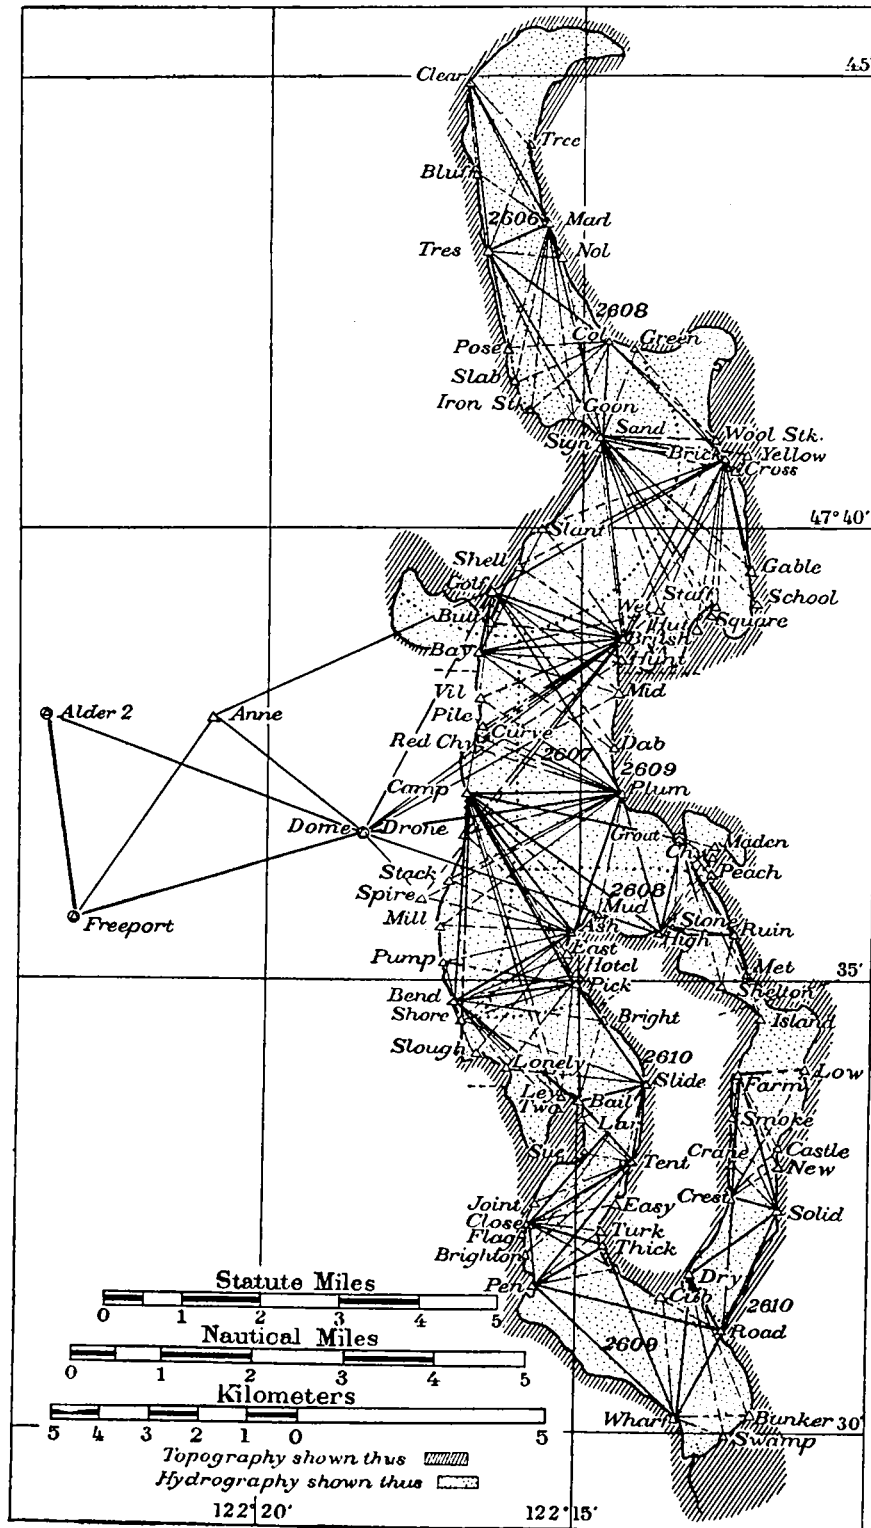 Clear
45'
Tree
Bluff
2606
Mad
Tres
Nol
2608
Col
Green
Pose
Slab
Iron Stk.
Goon
Sand
Sign
Wool Stk.
Brick
Yellow
Cross
47° 40'
Slant
Shell
Gable
Golf
Staff
School
Wet
Square
Hut
Brush
Bay
Hunt
Vil
Mid
Alder 2
Anne
Pile
Curve
Red Chy
2607
Dab
2609
Camp
Plum
Dome
Drone
Grout
Maden
Peach
Stack
2608
Spire
Mud
Mill
Ash
Stone
Ruin
High
Freeport
East
Pump
Hotel
Met
35'
Pick
Shelton
Bend
Shore
Bright
Island
Slough
2610
Lonely
Low
Slide
Farm
Ley
Two
Bail
Smoke
Lar
Castle
Sue
Tent
Crane
New
Joint
Easy
Crest
Solid
Close
Flag
Turk
Brighton
Thick
Statute Miles
Pen
Dry
0 1 2 3 4 5
Cub
2610
Road
Nautical Miles
2609
0 1 2 3 4 5
Kilometers
Wharf
Bunker
30'
5 4 3 2 1 0 5
Swamp
Topography shown thus
Hydrography shown thus
122° 20'
122° 15'